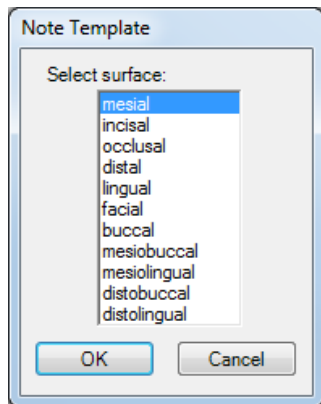 Note Template
Select surface:
mesial
incisal
occlusal
distal
lingual
facial
buccal
mesiobuccal
mesiolingual
distobuccal
distolingual
OK Cancel